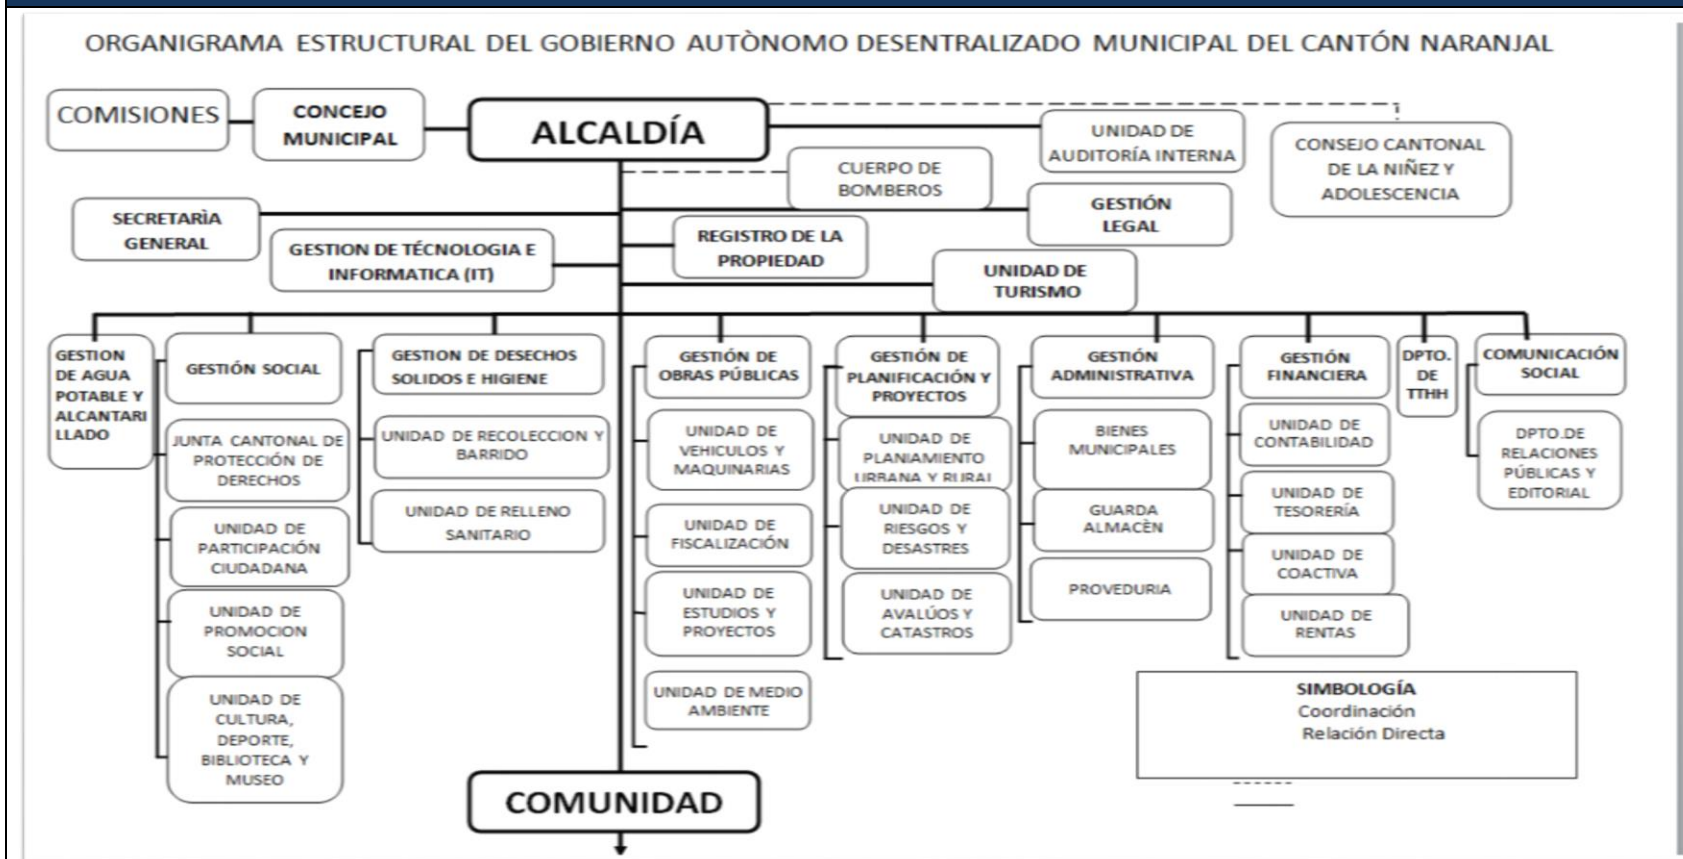 ORGANIGRAMA ESTRUCTURAL DEL GOBIERNO AUTÒNOMO DESENTRALIZADO MUNICIPAL DEL CANTÓN NARANJAL
COMISIONES
CONCEJO
MUNICIPAL
ALCALDÍA
UNIDAD DE
AUDITORÍA INTERNA
CONSEJO CANTONAL
DE LA NIÑEZ Y
ADOLESCENCIA
CUERPO DE
BOMBEROS
GESTIÓN
LEGAL
SECRETARÌA
GENERAL
REGISTRO DE LA
PROPIEDAD
GESTION DE TÉCNOLOGIA E
INFORMATICA (IT)
UNIDAD DE
TURISMO
GESTION
DE AGUA
POTABLE Y
ALCANTARI
LLADO
GESTIÓN SOCIAL
JUNTA CANTONAL DE
PROTECCIÓN DE
DERECHOS
UNIDAD DE
PARTICIPACIÓN
CIUDADANA
UNIDAD DE
PROMOCION
SOCIAL
UNIDAD DE
CULTURA,
DEPORTE,
BIBLIOTECA Y
MUSEO
GESTION DE DESECHOS
SOLIDOS E HIGIENE
UNIDAD DE RECOLECCION Y
BARRIDO
UNIDAD DE RELLENO
SANITARIO
GESTIÓN DE
OBRAS PÚBLICAS
UNIDAD DE
VEHICULOS Y
MAQUINARIAS
UNIDAD DE
FISCALIZACIÓN
UNIDAD DE
ESTUDIOS Y
PROYECTOS
UNIDAD DE MEDIO
AMBIENTE
GESTIÓN DE
PLANIFICACIÓN Y
PROYECTOS
UNIDAD DE
PLANIAMIENTO
URBANA Y RURAL
UNIDAD DE
RIESGOS Y
DESASTRES
UNIDAD DE
AVALÚOS Y
CATASTROS
GESTIÓN
ADMINISTRATIVA
BIENES
MUNICIPALES
GUARDA
ALMACÈN
PROVEDURIA
GESTIÓN
FINANCIERA
UNIDAD DE
CONTABILIDAD
UNIDAD DE
TESORERÍA
UNIDAD DE
COACTIVA
UNIDAD DE
RENTAS
DPTO.
DE
TTHH
COMUNICACIÓN
SOCIAL
DPTO.DE
RELACIONES
PÚBLICAS Y
EDITORIAL
SIMBOLOGÍA
Coordinación
Relación Directa
COMUNIDAD